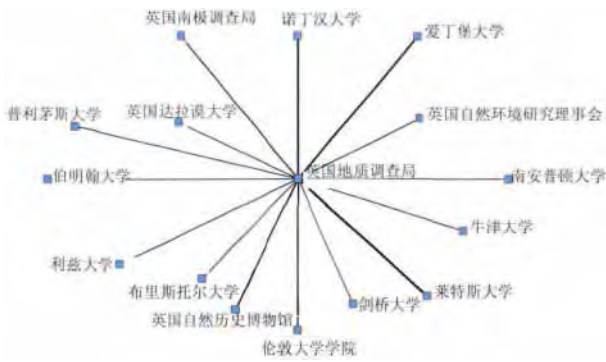 英国南极调查局
诺丁汉大学
爱丁堡大学
普利茅斯大学
英国达拉谟大学
英国自然环境研究理事会
伯明翰大学
英国地质调查局
南安普顿大学
牛津大学
利兹大学
布里斯托尔大学
剑桥大学
莱特斯大学
英国自然历史博物馆
伦敦大学学院